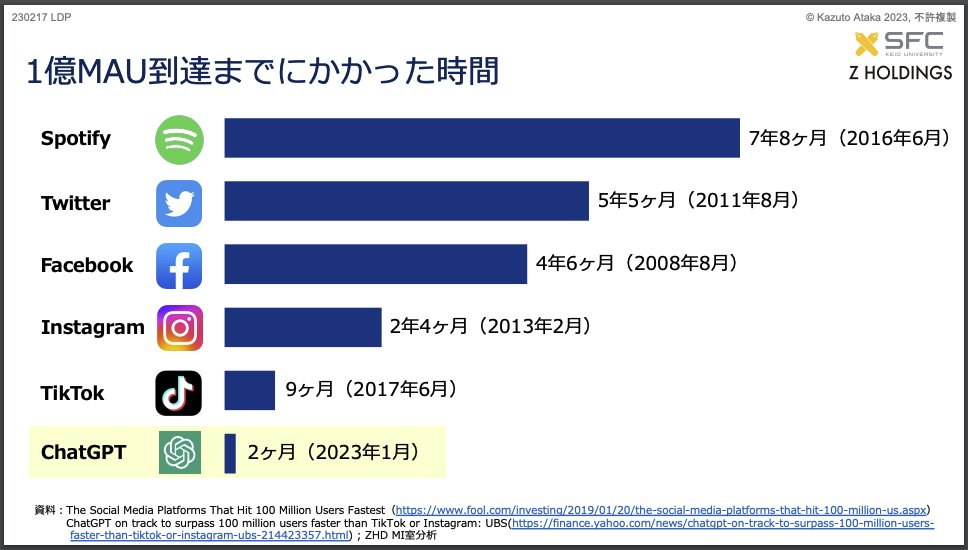 230217 LDP
© Kazuto Ataka 2023, 不許複製
SFC
KEIO UNIVERSITY
Z HOLDINGS
1億MAU到達までにかかった時間
Spotify 7年8ヶ月（2016年6月）
Twitter 5年5ヶ月（2011年8月）
Facebook 4年6ヶ月（2008年8月）
Instagram 2年4ヶ月（2013年2月）
TikTok 9ヶ月（2017年6月）
ChatGPT 2ヶ月（2023年1月）
資料：The Social Media Platforms That Hit 100 Million Users Fastest（https://www.fool.com/investing/2019/01/20/the-social-media-platforms-that-hit-100-million-us.aspx）
ChatGPT on track to surpass 100 million users faster than TikTok or Instagram: UBS(https://finance.yahoo.com/news/chatgpt-on-track-to-surpass-100-million-users-
faster-than-tiktok-or-instagram-ubs-214423357.html) ; ZHD MI室分析